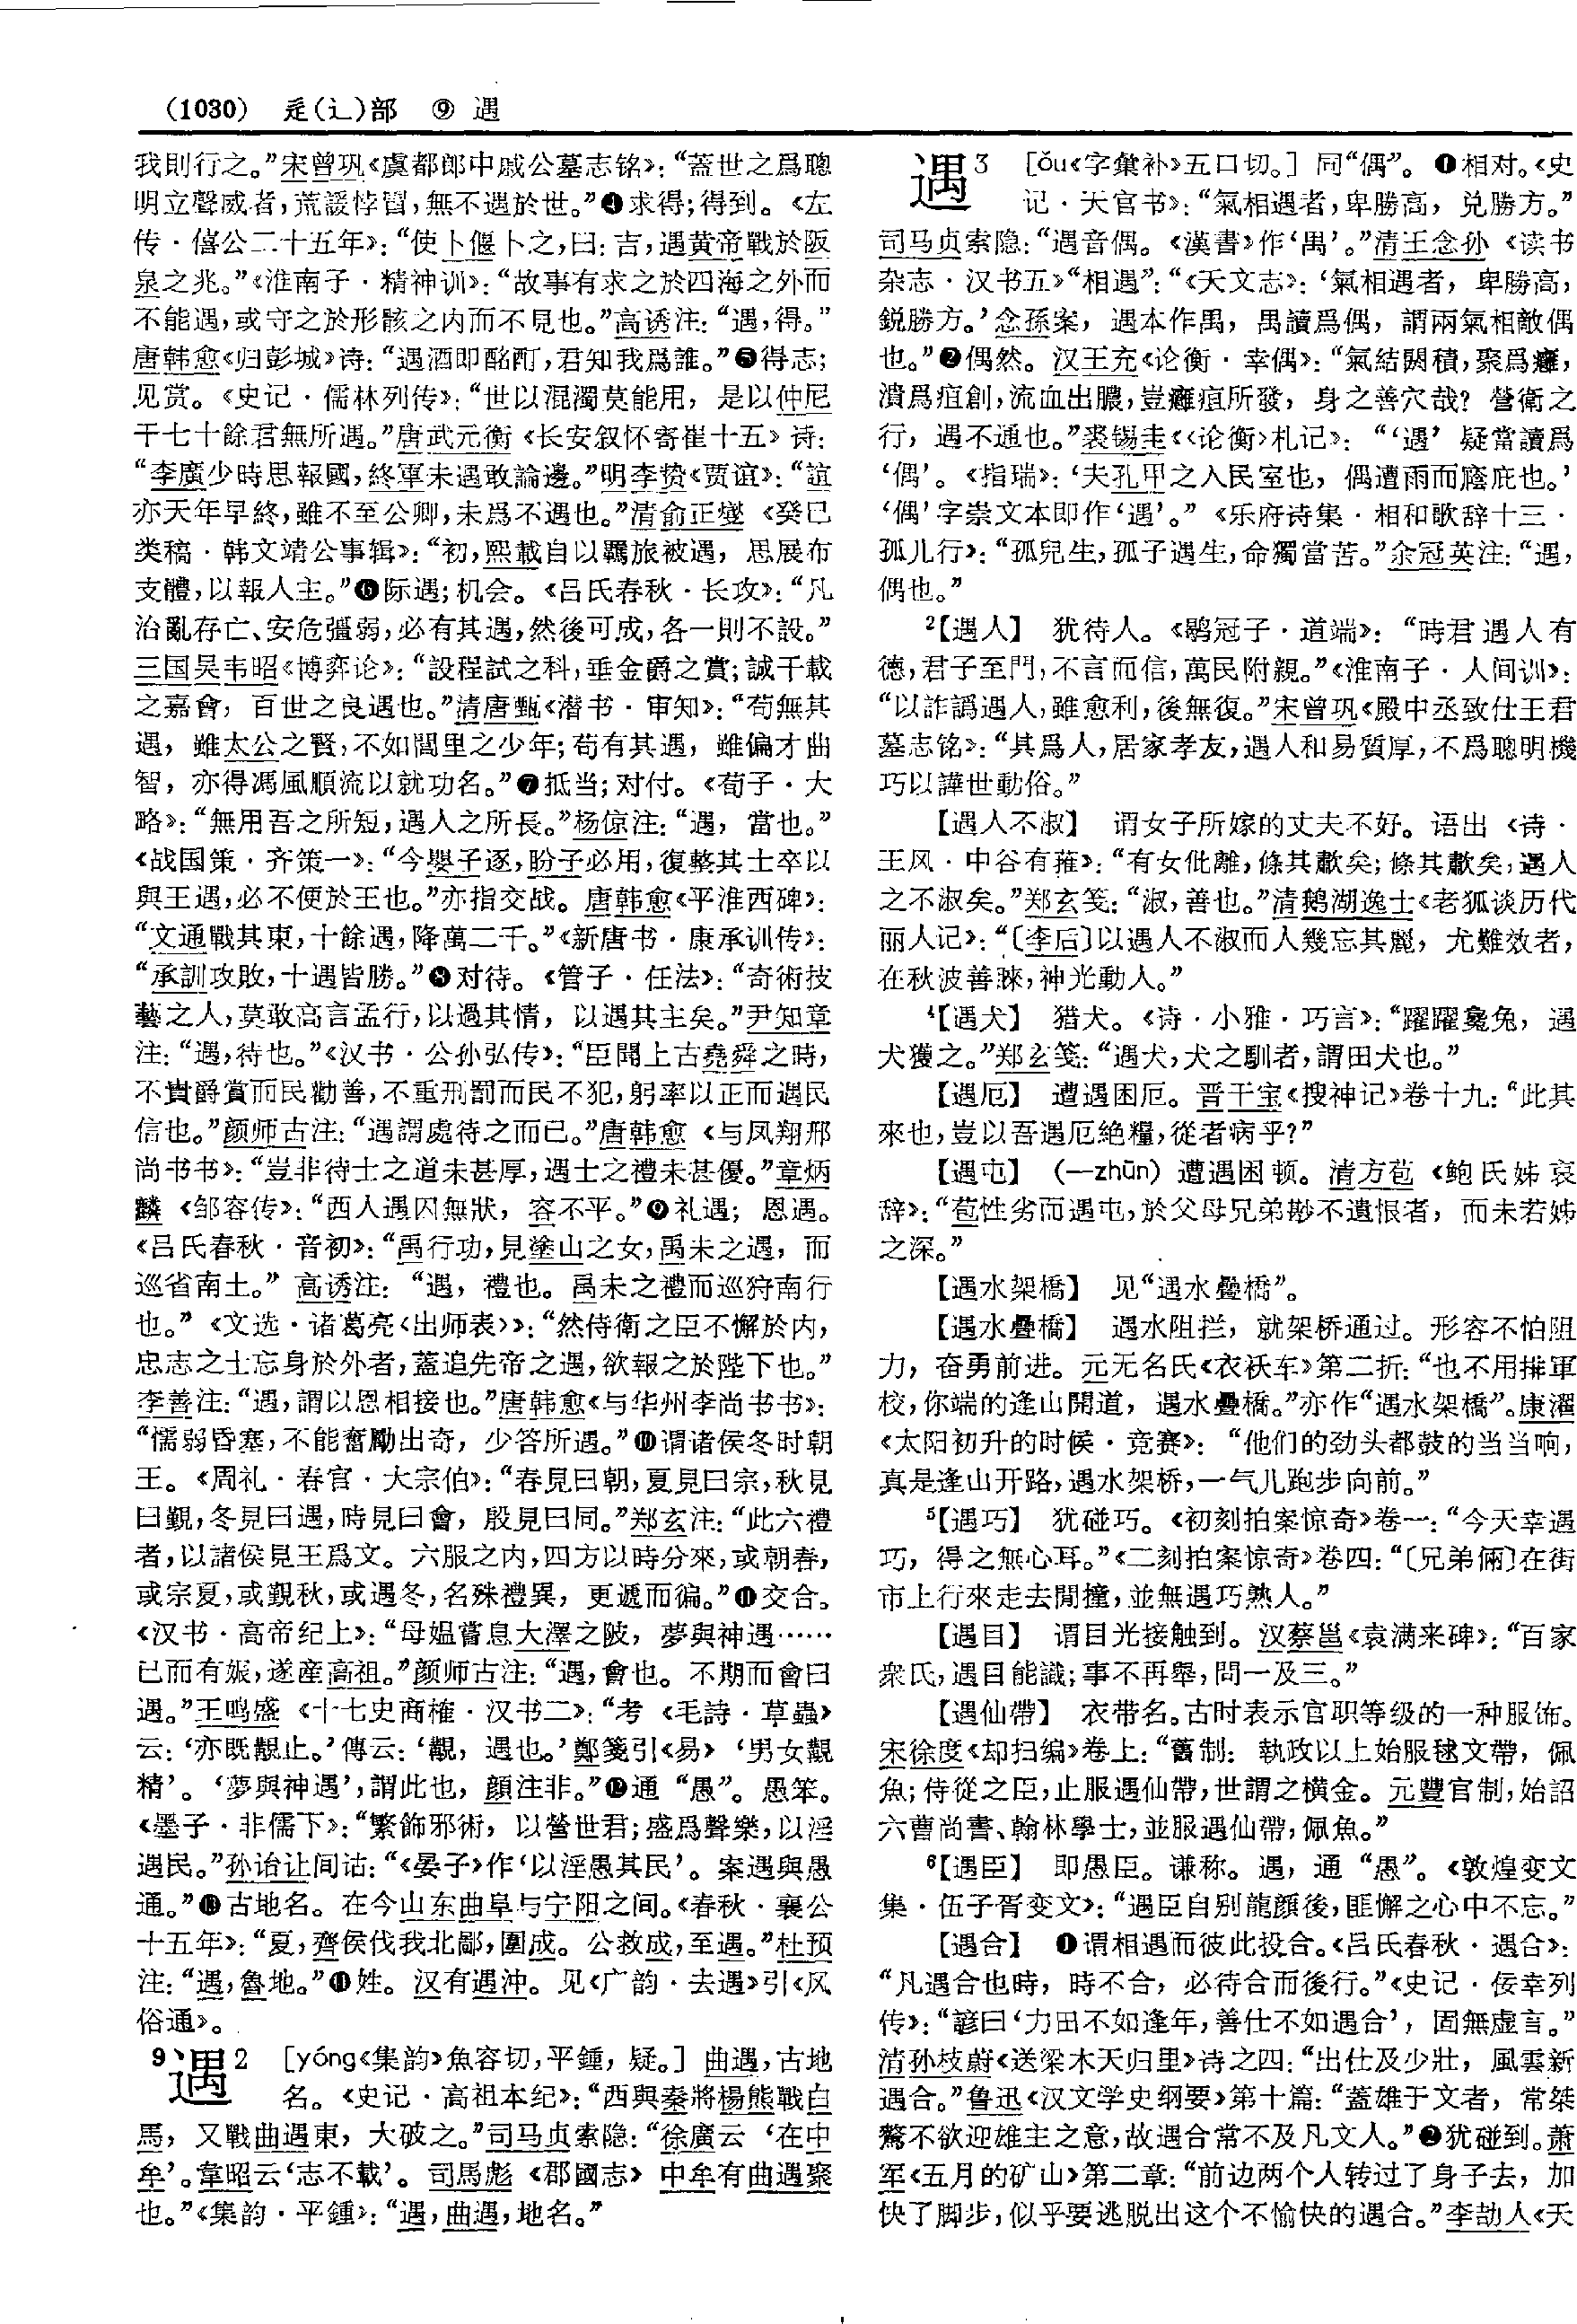 (1030) 辵(辶)部 ⑨ 遇
我則行之。”宋曾巩《虞都郎中戚公墓志铭》：“蓋世之爲聰
明立聲威者，荒謾悖冒，無不遇於世。”❹求得；得到。《左
传·僖公二十五年》：“使卜偃卜之，曰：吉，遇黄帝戰於阪
泉之兆。”《淮南子·精神训》：“故事有求之於四海之外而
不能遇，或守之於形骸之内而不見也。”高诱注：“遇，得。”
唐韩愈《归彭城》诗：“遇酒即酩酊，君知我爲誰。”❺得志；
见赏。《史记·儒林列传》：“世以混濁莫能用，是以仲尼
干七十餘君無所遇。”唐武元衡《长安叙怀寄崔十五》诗：
“李廣少時思報國，終軍未遇敢論邊。”明李贽《贾谊》：“誼
亦天年早終，雖不至公卿，未爲不遇也。”清俞正燮《癸巳
类稿·韩文靖公事辑》：“初，熙載自以羈旅被遇，思展布
支體，以報人主。”❻际遇；机会。《吕氏春秋·长攻》：“凡
治亂存亡、安危彊弱，必有其遇，然後可成，各一則不設。”
三国吴韦昭《博弈论》：“設程試之科，垂金爵之賞；誠千載
之嘉會，百世之良遇也。”清唐甄《潜书·审知》：“苟無其
遇，雖太公之賢，不如閭里之少年；苟有其遇，雖偏才曲
智，亦得馮風順流以就功名。”❼抵当；对付。《荀子·大
略》：“無用吾之所短，遇人之所長。”杨倞注：“遇，當也。”
《战国策·齐策一》：“今嬰子逐，盼子必用，復整其士卒以
與王遇，必不便於王也。”亦指交战。唐韩愈《平淮西碑》：
“文通戰其東，十餘遇，降萬二千。”《新唐书·康承训传》：
“承訓攻敗，十遇皆勝。”❽对待。《管子·任法》：“奇術技
藝之人，莫敢高言孟行，以過其情，以遇其主矣。”尹知章
注：“遇，待也。”《汉书·公孙弘传》：“臣聞上古堯舜之時，
不貴爵賞而民勸善，不重刑罰而民不犯，躬率以正而遇民
信也。”颜师古注：“遇謂處待之而已。”唐韩愈《与凤翔邢
尚书书》：“豈非待士之道未甚厚，遇士之禮未甚優。”章炳
麟《邹容传》：“西人遇囚無狀，容不平。”❾礼遇；恩遇。
《吕氏春秋·音初》：“禹行功，見塗山之女，禹未之遇，而
巡省南土。”高诱注：“遇，禮也。禹未之禮而巡狩南行
也。”《文选·诸葛亮〈出师表〉》：“然侍衛之臣不懈於内，
忠志之士忘身於外者，蓋追先帝之遇，欲報之於陛下也。”
李善注：“遇，謂以恩相接也。”唐韩愈《与华州李尚书书》：
“懦弱昏塞，不能奮勵出奇，少答所遇。”❿谓诸侯冬时朝
王。《周礼·春官·大宗伯》：“春見曰朝，夏見曰宗，秋見
曰覲，冬見曰遇，時見曰會，殷見曰同。”郑玄注：“此六禮
者，以諸侯見王爲文。六服之内，四方以時分來，或朝春，
或宗夏，或覲秋，或遇冬，名殊禮異，更遞而徧。”⓫交合。
《汉书·高帝纪上》：“母媪嘗息大澤之陂，夢與神遇……
已而有娠，遂産高祖。”颜师古注：“遇，會也。不期而會曰
遇。”王鸣盛《十七史商榷·汉书二》：“考《毛詩·草蟲》
云：‘亦既覯止。’傳云：‘覯，遇也。’鄭箋引《易》‘男女覯
精’。‘夢與神遇’，謂此也，顔注非。”⓬通“愚”。愚笨。
《墨子·非儒下》：“繁飾邪術，以營世君；盛爲聲樂，以淫
遇民。”孙诒让间诂：“《晏子》作‘以淫愚其民’。案遇與愚
通。”⓭古地名。在今山东曲阜与宁阳之间。《春秋·襄公
十五年》：“夏，齊侯伐我北鄙，圍成。公救成，至遇。”杜预
注：“遇，魯地。”⓮姓。汉有遇沖。见《广韵·去遇》引《风
俗通》。
9遇2 [yóng《集韵》魚容切，平鍾，疑。] 曲遇，古地
名。《史记·高祖本纪》：“西與秦將楊熊戰白
馬，又戰曲遇東，大破之。”司马贞索隐：“徐廣云‘在中
牟’。韋昭云‘志不載’。司馬彪《郡國志》中牟有曲遇聚
也。”《集韵·平鍾》：“遇，曲遇，地名。”
遇3 [ǒu《字彙补》五口切。] 同“偶”。❶相对。《史
记·天官书》：“氣相遇者，卑勝高，兑勝方。”
司马贞索隐：“遇音偶。《漢書》作‘禺’。”清王念孙《读书
杂志·汉书五》“相遇”：“《天文志》：‘氣相遇者，卑勝高，
鋭勝方。’念孫案，遇本作禺，禺讀爲偶，謂兩氣相敵偶
也。”❷偶然。汉王充《论衡·幸偶》：“氣結閼積，聚爲癰，
潰爲疽創，流血出膿，豈癰疽所發，身之善穴哉？營衛之
行，遇不通也。”裘锡圭《〈论衡〉札记》：“‘遇’疑當讀爲
‘偶’。《指瑞》：‘夫孔甲之入民室也，偶遭雨而廕庇也。’
‘偶’字崇文本即作‘遇’。”《乐府诗集·相和歌辞十三·
孤儿行》：“孤兒生，孤子遇生，命獨當苦。”余冠英注：“遇，
偶也。”
2【遇人】 犹待人。《鹖冠子·道端》：“時君遇人有
德，君子至門，不言而信，萬民附親。”《淮南子·人间训》：
“以詐譌遇人，雖愈利，後無復。”宋曾巩《殿中丞致仕王君
墓志铭》：“其爲人，居家孝友，遇人和易質厚，不爲聰明機
巧以譁世動俗。”
【遇人不淑】 谓女子所嫁的丈夫不好。语出《诗·
王风·中谷有蓷》：“有女仳離，條其歗矣；條其歗矣，遇人
之不淑矣。”郑玄笺：“淑，善也。”清鹅湖逸士《老狐谈历代
丽人记》：“〔李后〕以遇人不淑而人幾忘其麗，尤難效者，
在秋波善睞，神光動人。”
4【遇犬】 猎犬。《诗·小雅·巧言》：“躍躍毚兔，遇
犬獲之。”郑玄笺：“遇犬，犬之馴者，謂田犬也。”
【遇厄】 遭遇困厄。晋干宝《搜神记》卷十九：“此其
來也，豈以吾遇厄絶糧，從者病乎？”
【遇屯】 （—zhūn）遭遇困顿。清方苞《鲍氏姊哀
辞》：“苞性劣而遇屯，於父母兄弟尠不遺恨者，而未若姊
之深。”
【遇水架橋】 见“遇水疊橋”。
【遇水疊橋】 遇水阻拦，就架桥通过。形容不怕阻
力，奋勇前进。元无名氏《衣袄车》第二折：“也不用排軍
校，你端的逢山開道，遇水疊橋。”亦作“遇水架橋”。康濯
《太阳初升的时候·竞赛》：“他们的劲头都鼓的当当响，
真是逢山开路，遇水架桥，一气儿跑步向前。”
5【遇巧】 犹碰巧。《初刻拍案惊奇》卷一：“今天幸遇
巧，得之無心耳。”《二刻拍案惊奇》卷四：“〔兄弟倆〕在街
市上行來走去閒撞，並無遇巧熟人。”
【遇目】 谓目光接触到。汉蔡邕《袁满来碑》：“百家
衆氏，遇目能識；事不再舉，問一及三。”
【遇仙帶】 衣带名。古时表示官职等级的一种服饰。
宋徐度《却扫编》卷上：“舊制：執政以上始服毬文帶，佩
魚；侍從之臣，止服遇仙帶，世謂之横金。元豐官制，始詔
六曹尚書、翰林學士，並服遇仙帶，佩魚。”
6【遇臣】 即愚臣。谦称。遇，通“愚”。《敦煌变文
集·伍子胥变文》：“遇臣自别龍顔後，匪懈之心中不忘。”
【遇合】 ❶谓相遇而彼此投合。《吕氏春秋·遇合》：
“凡遇合也時，時不合，必待合而後行。”《史记·佞幸列
传》：“諺曰‘力田不如逢年，善仕不如遇合’，固無虚言。”
清孙枝蔚《送梁木天归里》诗之四：“出仕及少壯，風雲新
遇合。”鲁迅《汉文学史纲要》第十篇：“蓋雄于文者，常桀
驁不欲迎雄主之意，故遇合常不及凡文人。”❷犹碰到。萧
军《五月的矿山》第二章：“前边两个人转过了身子去，加
快了脚步，似乎要逃脱出这个不愉快的遇合。”李劼人《天